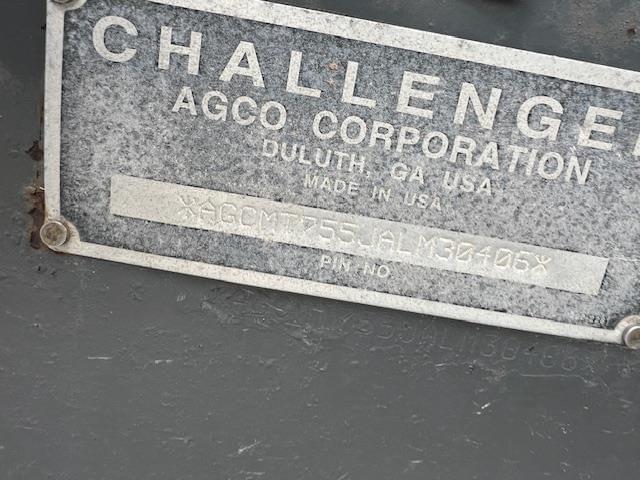 CHALLENGE
AGCO CORPORATION
DULUTH, GA USA
MADE IN USA
*AGCMT755JALM30406*
PIN NO.